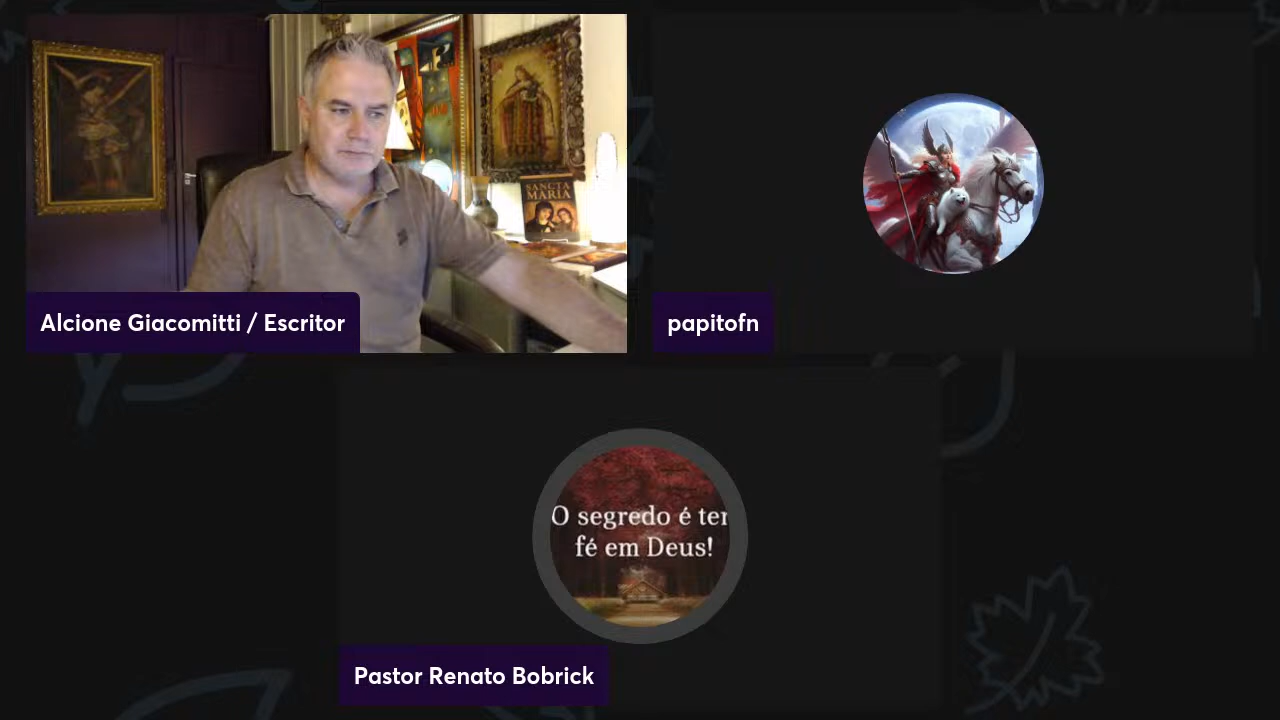 SANCTA
MARIA
Alcione Giacomitti / Escritor
papitofn
O segredo é ter
fé em Deus!
Pastor Renato Bobrick